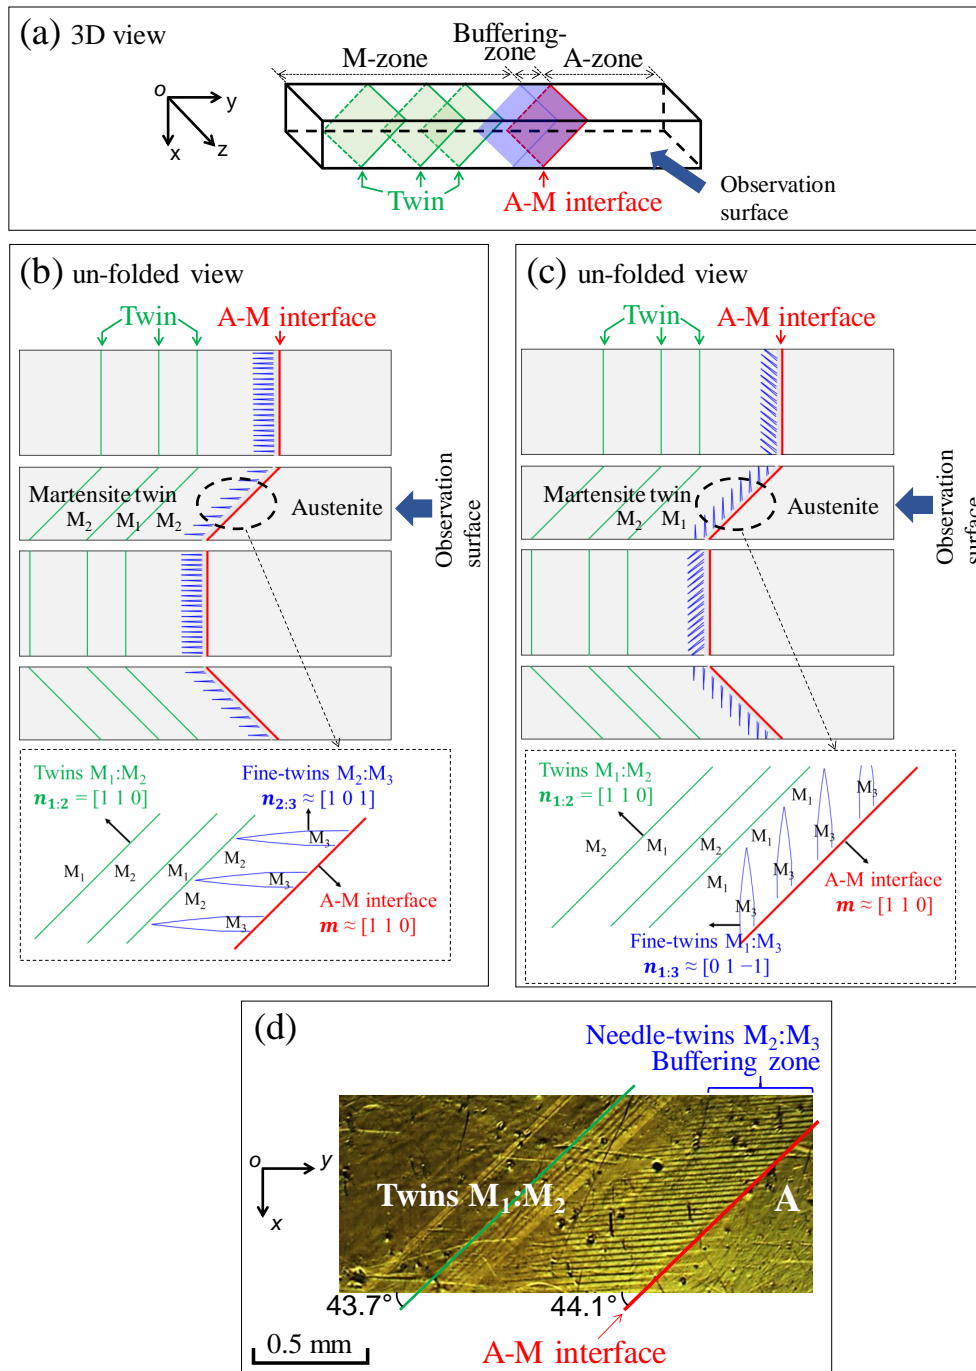 (a) 3D view
Buffering-
zone
M-zone
A-zone
o
y
x
z
Twin
A-M interface
Observation
surface
(b) un-folded view
Twin
A-M interface
Martensite twin
M₂
M₁
M₂
Austenite
Observation
surface
Twins M₁:M₂
n₁:₂ = [1 1 0]
Fine-twins M₂:M₃
n₂:₃ ≈ [1 0 1]
M₁
M₂
M₁
M₂
M₂
M₃
M₃
M₃
A-M interface
m ≈ [1 1 0]
(c) un-folded view
Twin
A-M interface
Martensite twin
M₂
M₁
Austenite
Observation
surface
Twins M₁:M₂
n₁:₂ = [1 1 0]
M₂
M₁
M₂
M₁
M₁
M₁
M₃
M₃
M₃
M₃
A-M interface
m ≈ [1 1 0]
Fine-twins M₁:M₃
n₁:₃ ≈ [0 1 −1]
(d)
Needle-twins M₂:M₃
Buffering zone
o
y
x
Twins M₁:M₂
A
43.7°
44.1°
0.5 mm
A-M interface